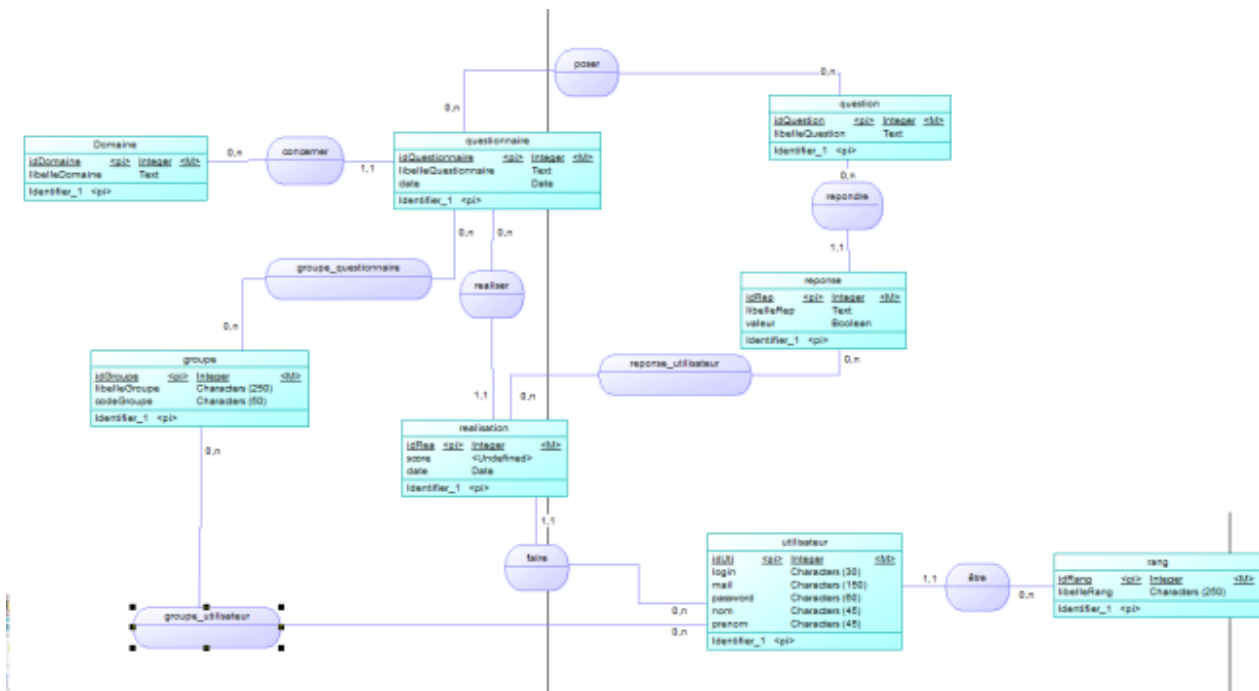 poser
0,n
0,n
question
idQuestion <pi> Integer <M>
libelleQuestion Text
Identifier_1 <pi>
0,n
Domaine
idDomaine <pi> Integer <M>
libelleDomaine Text
Identifier_1 <pi>
0,n
concerner
1,1
questionnaire
idQuestionnaire <pi> Integer <M>
libelleQuestionnaire Text
date Date
Identifier_1 <pi>
0,n
0,n
repondre
1,1
groupe_questionnaire
realiser
reponse
idRep <pi> Integer <M>
libelleRep Text
valeur Boolean
Identifier_1 <pi>
0,n
0,n
groupe
idGroupe <pi> Integer <M>
libelleGroupe Characters (250)
codeGroupe Characters (50)
Identifier_1 <pi>
0,n
reponse_utilisateur
1,1
0,n
realisation
idRea <pi> Integer <M>
score <Undefined>
date Date
Identifier_1 <pi>
1,1
faire
0,n
utilisateur
idUti <pi> Integer <M>
login Characters (30)
mail Characters (150)
password Characters (60)
nom Characters (45)
prenom Characters (45)
Identifier_1 <pi>
1,1
être
0,n
rang
idRang <pi> Integer <M>
libelleRang Characters (250)
Identifier_1 <pi>
groupe_utilisateur
0,n